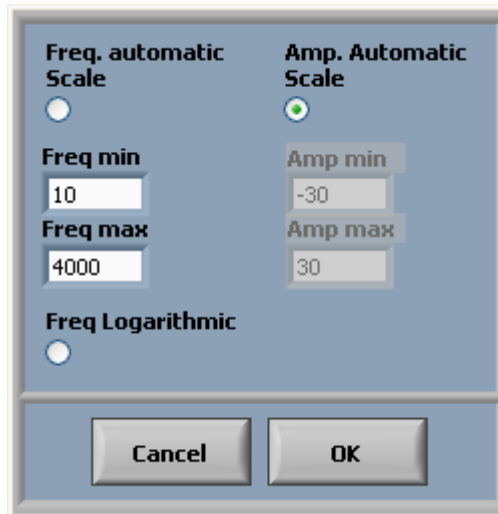 Freq. automatic
Scale
Amp. Automatic
Scale
Freq min
10
Freq max
4000
Amp min
-30
Amp max
30
Freq Logarithmic
Cancel
OK